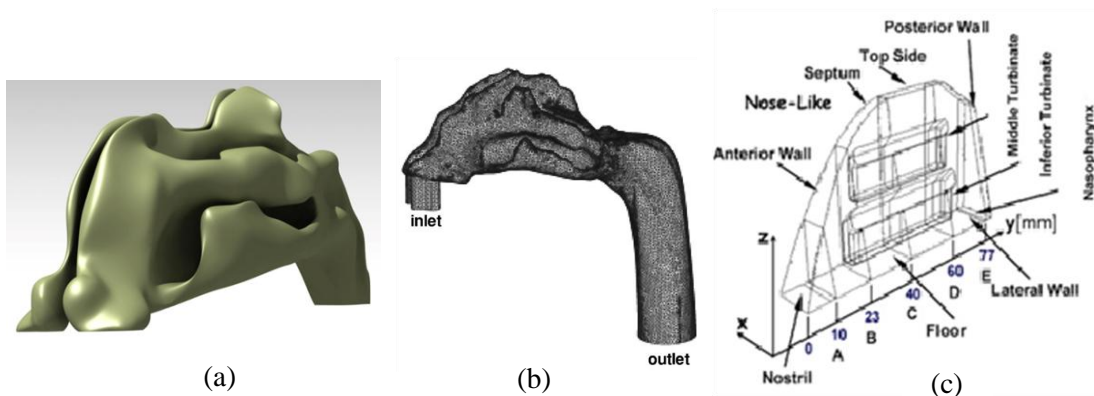 inlet
outlet
Posterior Wall
Top Side
Septum
Nose-Like
Anterior Wall
Middle Turbinate
Inferior Turbinate
Nasopharynx
z
y[mm]
77
60
E
D
Lateral Wall
40
C
23
B
Floor
10
A
0
x
Nostril
(a)
(b)
(c)